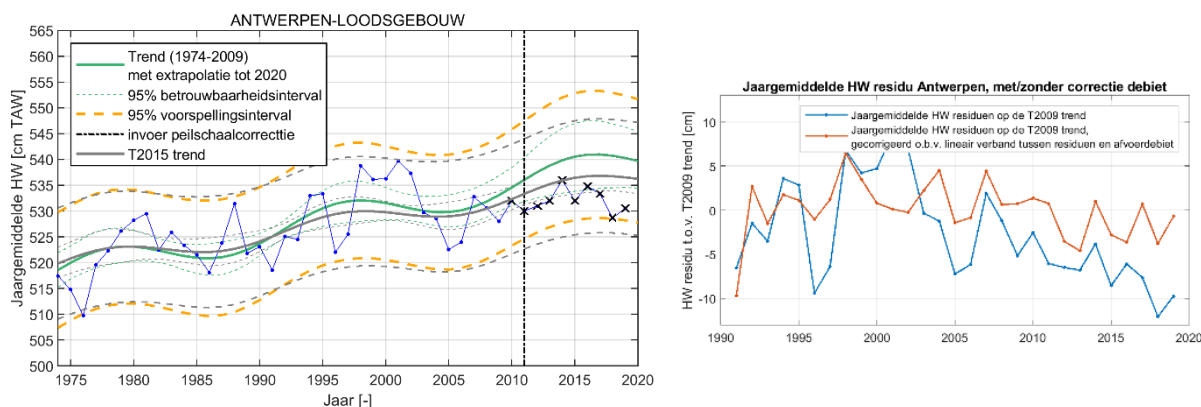 ANTWERPEN-LOODSGEBOUW
Jaargemiddelde HW [cm TAW]
565
560
555
550
545
540
535
530
525
520
515
510
505
500
Trend (1974-2009)
met extrapolatie tot 2020
95% betrouwbaarheidsinterval
95% voorspellingsinterval
invoer peilschaalcorrecttie
T2015 trend
1975 1980 1985 1990 1995 2000 2005 2010 2015 2020
Jaar [-]
Jaargemiddelde HW residu Antwerpen, met/zonder correctie debiet
HW residu t.o.v. T2009 trend [cm]
10
5
0
-5
-10
Jaargemiddelde HW residuen op de T2009 trend
Jaargemiddelde HW residuen op de T2009 trend,
gecorrigeerd o.b.v. lineair verband tussen residuen en afvoerdebiet
1990 1995 2000 2005 2010 2015 2020